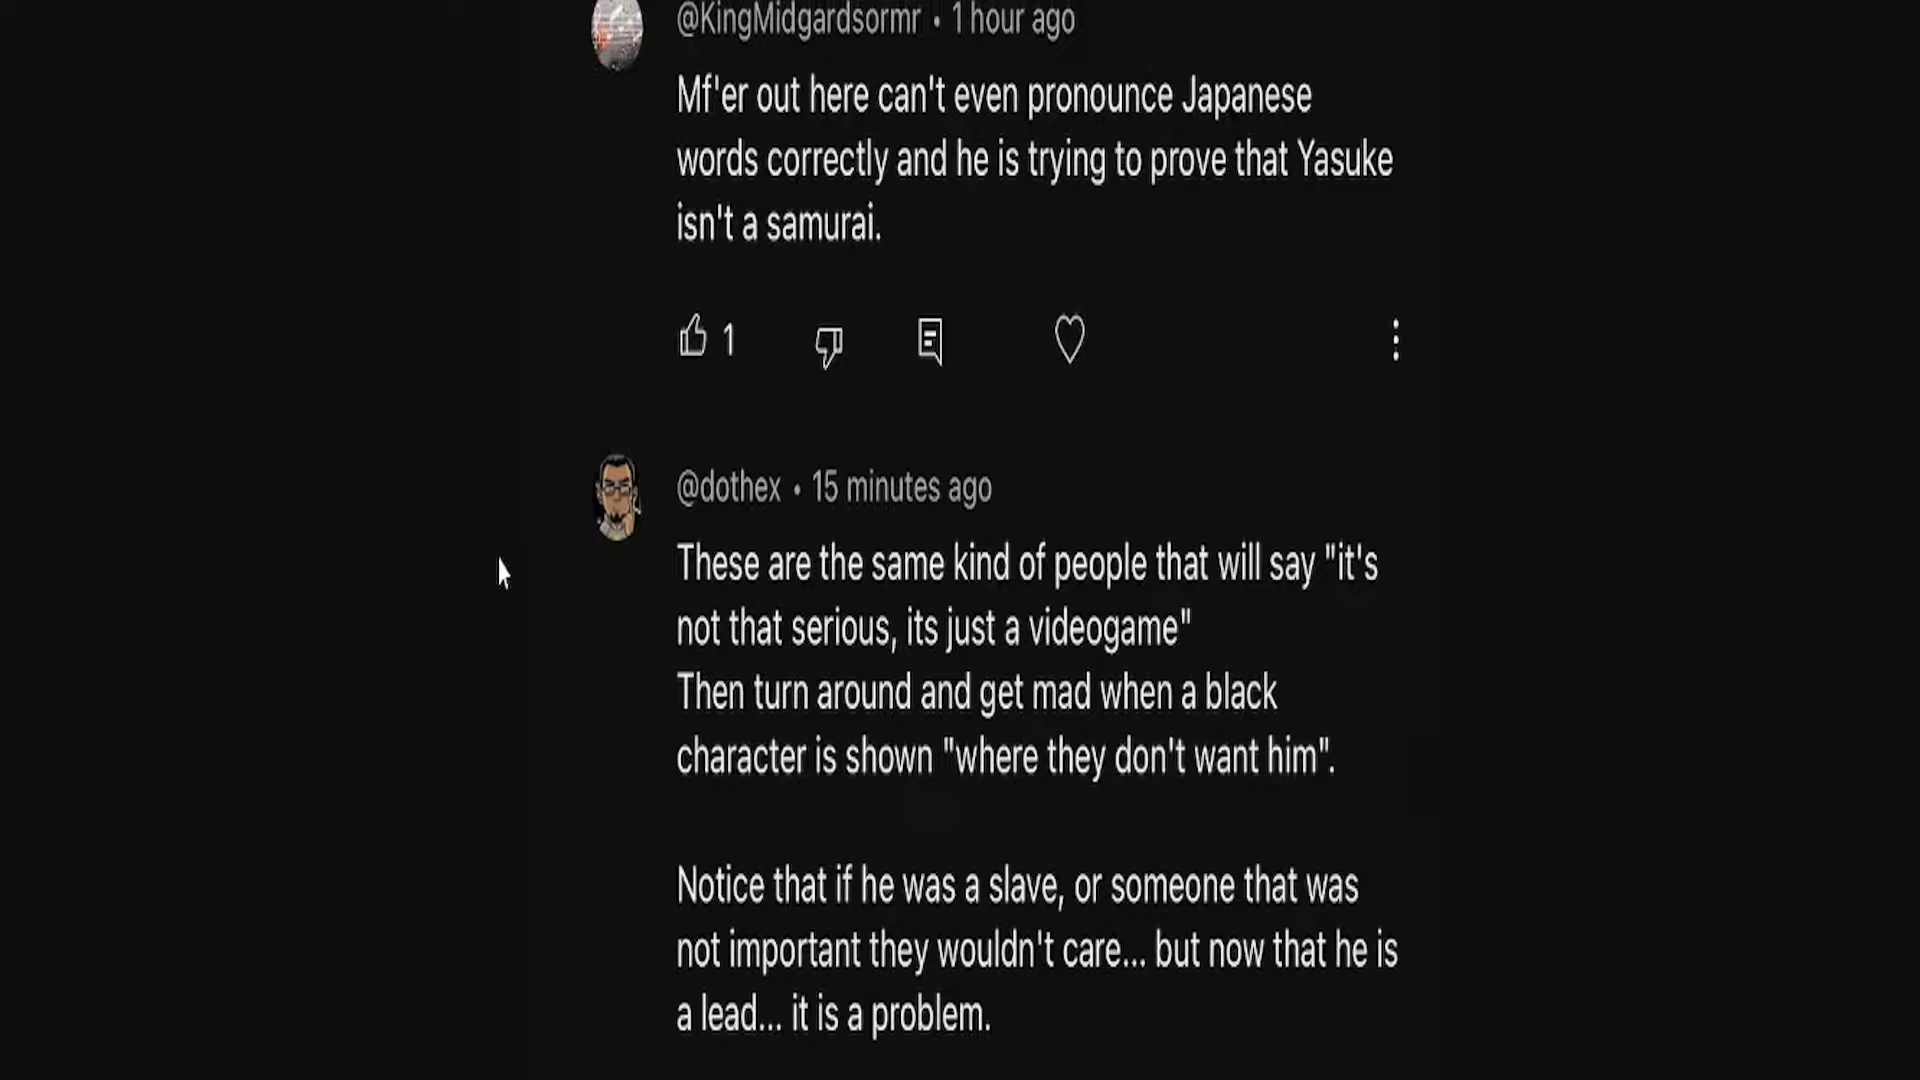 @KingMidgardsormr • 1 hour ago
Mf'er out here can't even pronounce Japanese
words correctly and he is trying to prove that Yasuke
isn't a samurai.
1
@dothex • 15 minutes ago
These are the same kind of people that will say "it's
not that serious, its just a videogame"
Then turn around and get mad when a black
character is shown "where they don't want him".
Notice that if he was a slave, or someone that was
not important they wouldn't care... but now that he is
a lead... it is a problem.